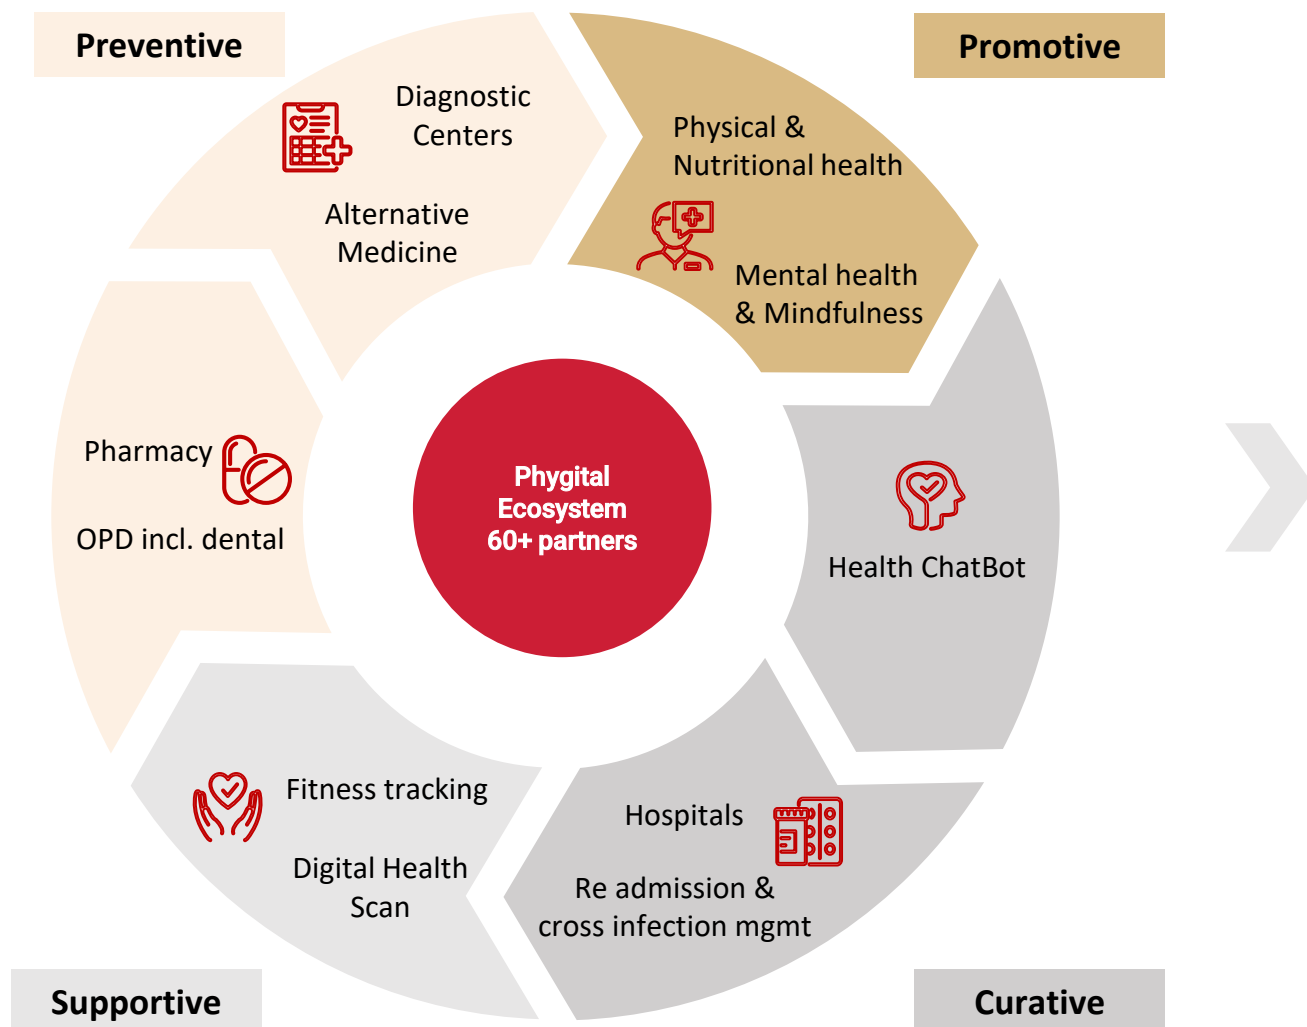 Preventive
Promotive
Diagnostic
Centers
Alternative
Medicine
Physical &
Nutritional health
Mental health
& Mindfulness
Pharmacy
OPD incl. dental
Phygital
Ecosystem
60+ partners
Health ChatBot
Fitness tracking
Digital Health
Scan
Hospitals
Re admission &
cross infection mgmt
Supportive
Curative